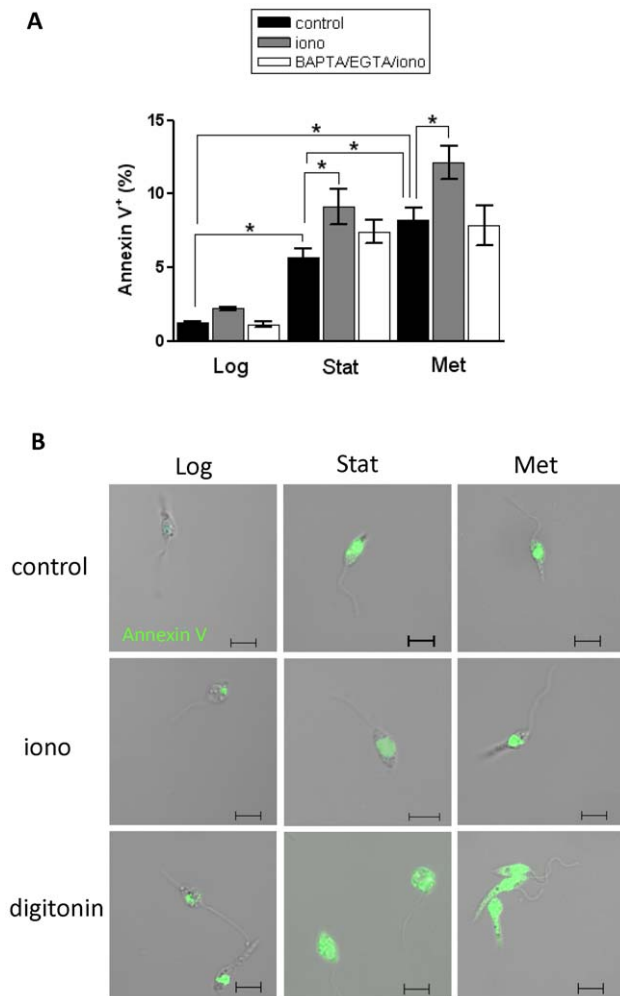 A
control
iono
BAPTA/EGTA/iono
Annexin V⁺ (%)
15
10
5
0
* * * * *
Log Stat Met
B
Log Stat Met
control
Annexin V
iono
digitonin